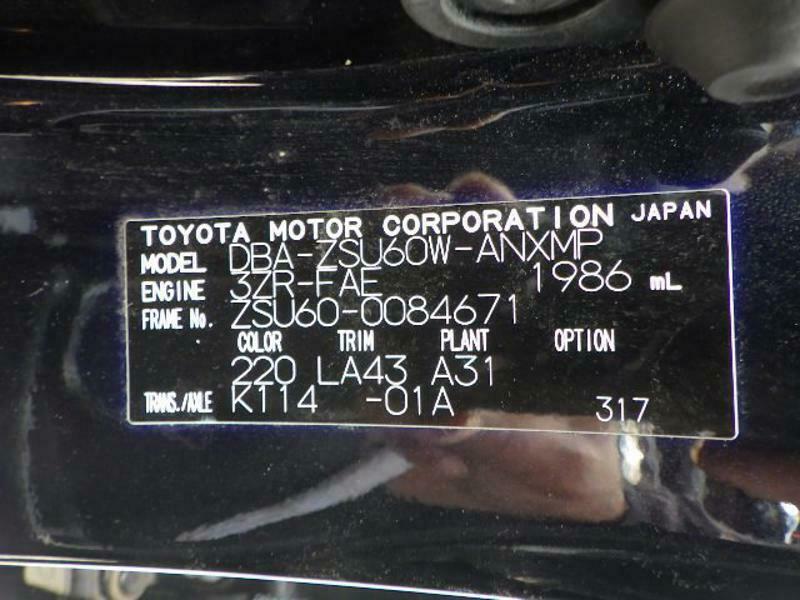 TOYOTA MOTOR CORPORATION JAPAN
MODEL DBA-ZSU60W-ANXMP
ENGINE 3ZR-FAE 1986 mL
FRAME No. ZSU60-0084671
COLOR TRIM PLANT OPTION
220 LA43 A31
TRANS./AXLE K114 -01A 317